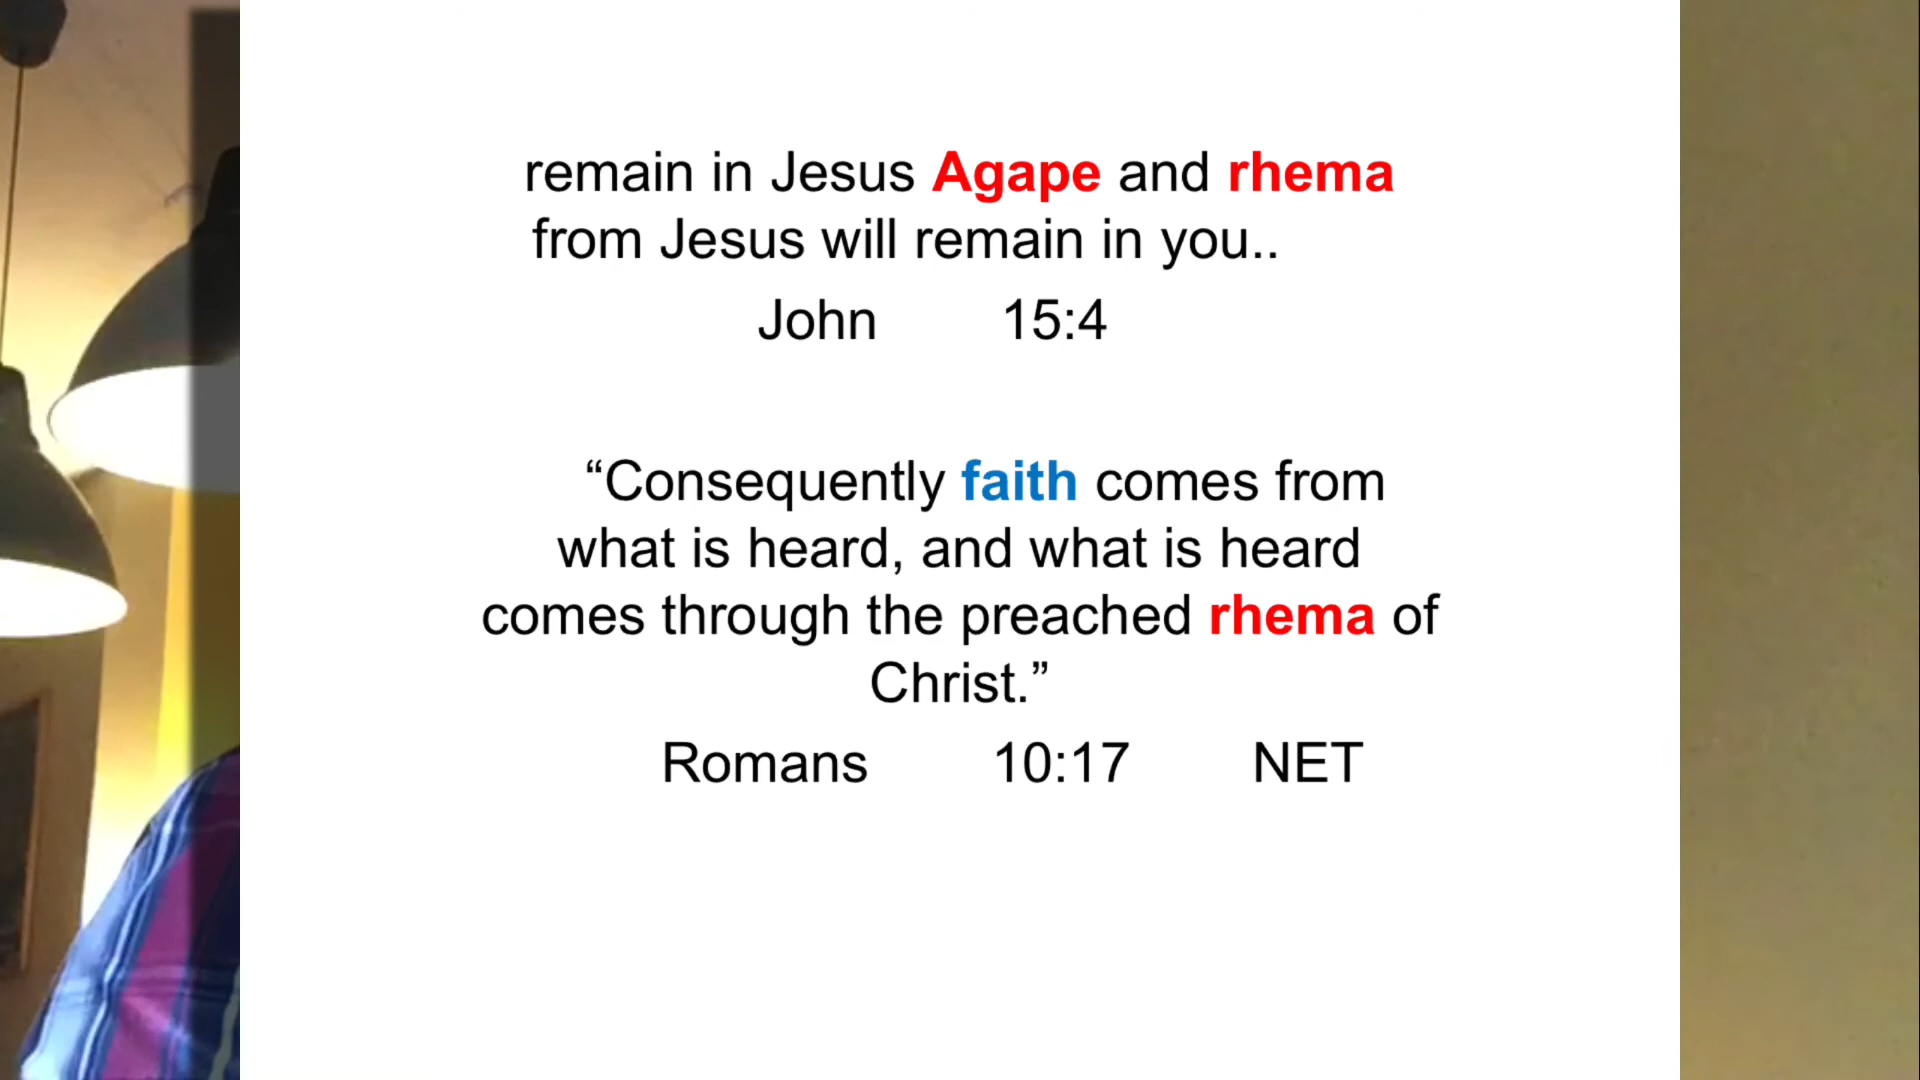 remain in Jesus Agape and rhema
from Jesus will remain in you..
John 15:4
“Consequently faith comes from
what is heard, and what is heard
comes through the preached rhema of
Christ.”
Romans 10:17 NET